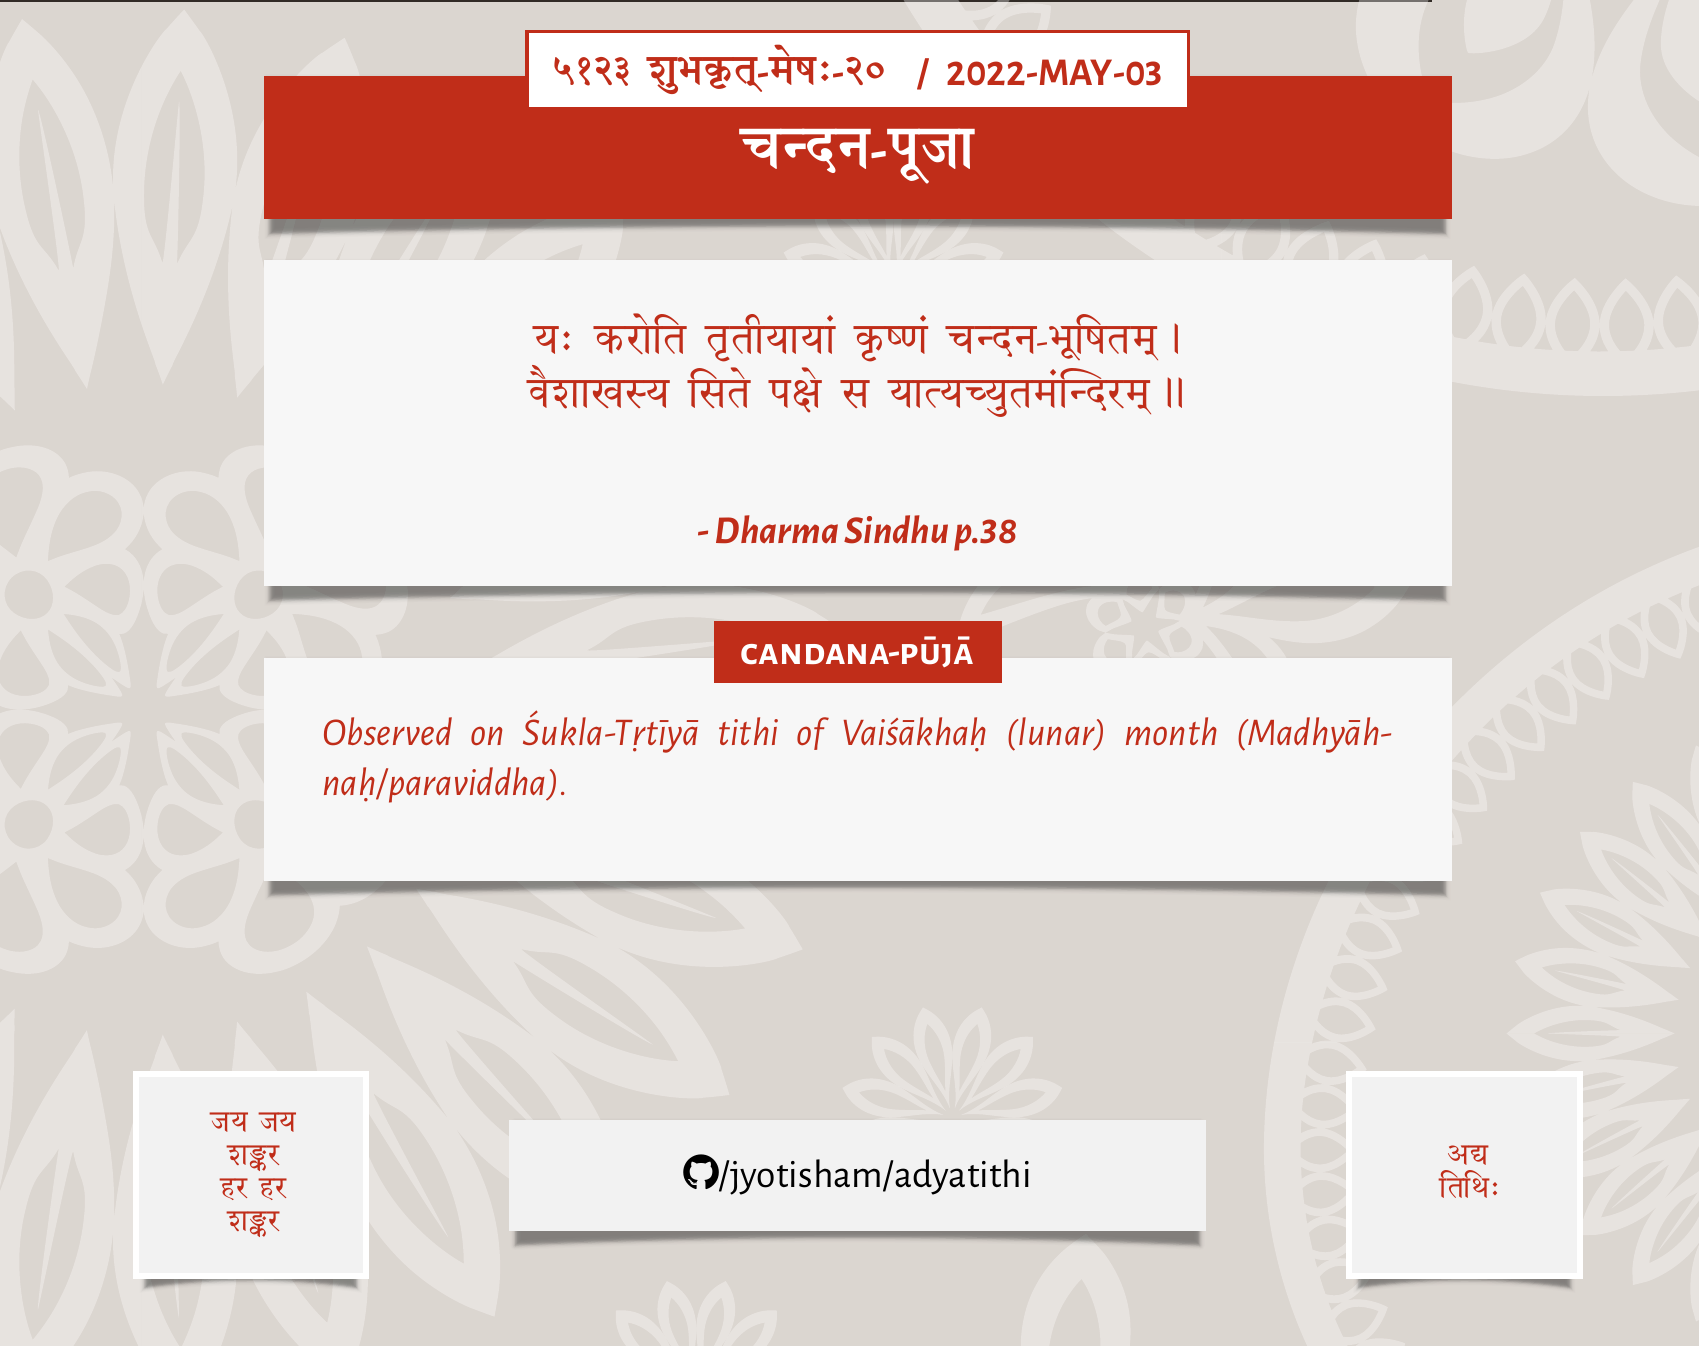 ५१२३ शुभकृत्-मेषः-२० / 2022-MAY-03
चन्दन-पूजा
यः करोति तृतीयायां कृष्णं चन्दन-भूषितम् ।
वैशाखस्य सिते पक्षे स यात्यच्युतमंन्दिरम् ॥
- Dharma Sindhu p.38
CANDANA-PŪJĀ
Observed on Śukla-Tṛtīyā tithi of Vaiśākhaḥ (lunar) month (Madhyāh-
naḥ/paraviddha).
जय जय
शङ्कर
हर हर
शङ्कर
/jyotisham/adyatithi
अद्य
तिथिः